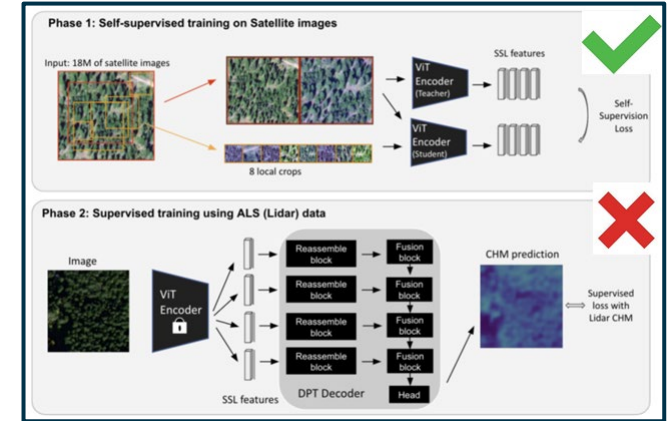 Phase 1: Self-supervised training on Satellite images
Input: 18M of satellite images
8 local crops
ViT
Encoder
(Teacher)
ViT
Encoder
(Student)
SSL features
Self-
Supervision
Loss
Phase 2: Supervised training using ALS (Lidar) data
Image
ViT
Encoder
SSL features
Reassemble
block
Fusion
block
Reassemble
block
Fusion
block
Reassemble
block
Fusion
block
Reassemble
block
Fusion
block
DPT Decoder
Head
CHM prediction
Supervised
loss with
Lidar CHM